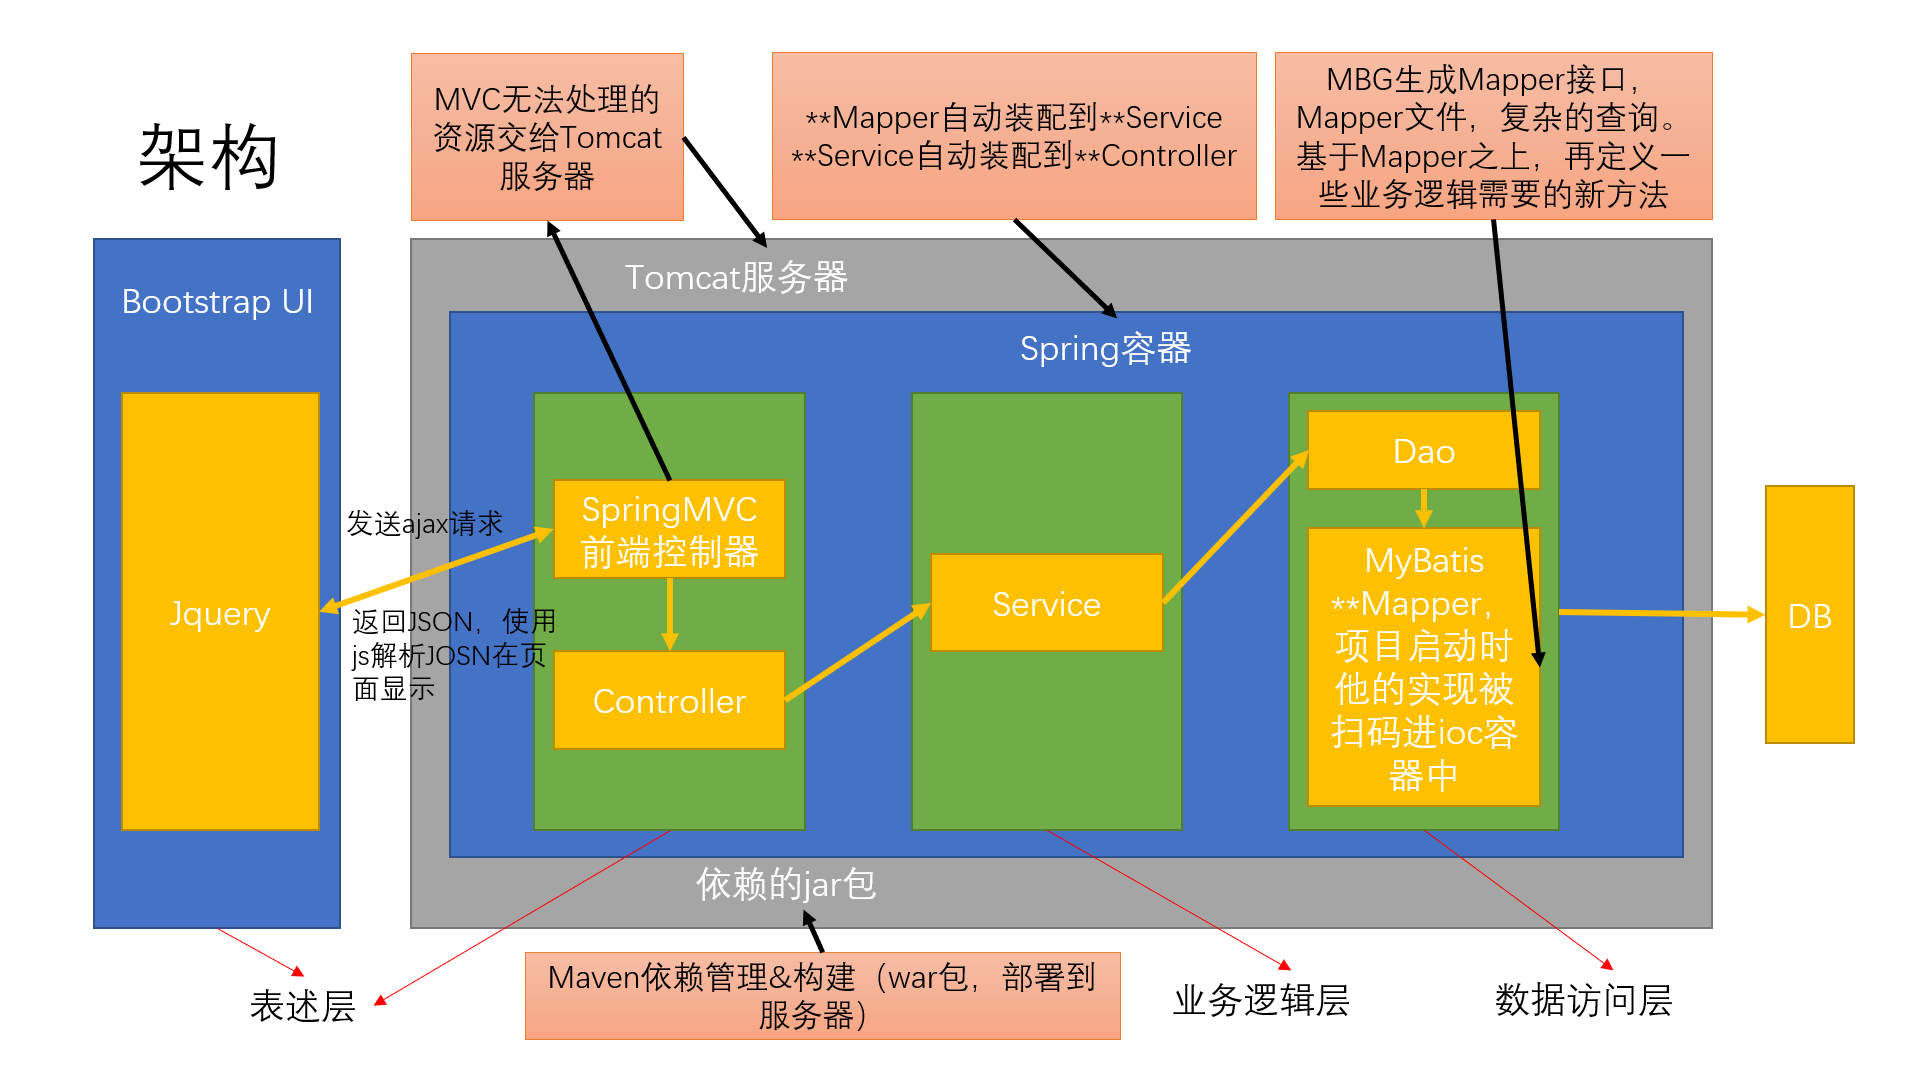 架构
MVC无法处理的
资源交给Tomcat
服务器
**Mapper自动装配到**Service
**Service自动装配到**Controller
MBG生成Mapper接口，
Mapper文件，复杂的查询。
基于Mapper之上，再定义一
些业务逻辑需要的新方法
Bootstrap UI
Jquery
发送ajax请求
返回JSON，使用
js解析JOSN在页
面显示
Tomcat服务器
Spring容器
SpringMVC
前端控制器
Controller
Service
Dao
MyBatis
**Mapper，
项目启动时
他的实现被
扫码进ioc容
器中
DB
依赖的jar包
Maven依赖管理&构建（war包，部署到
服务器）
表述层
业务逻辑层
数据访问层